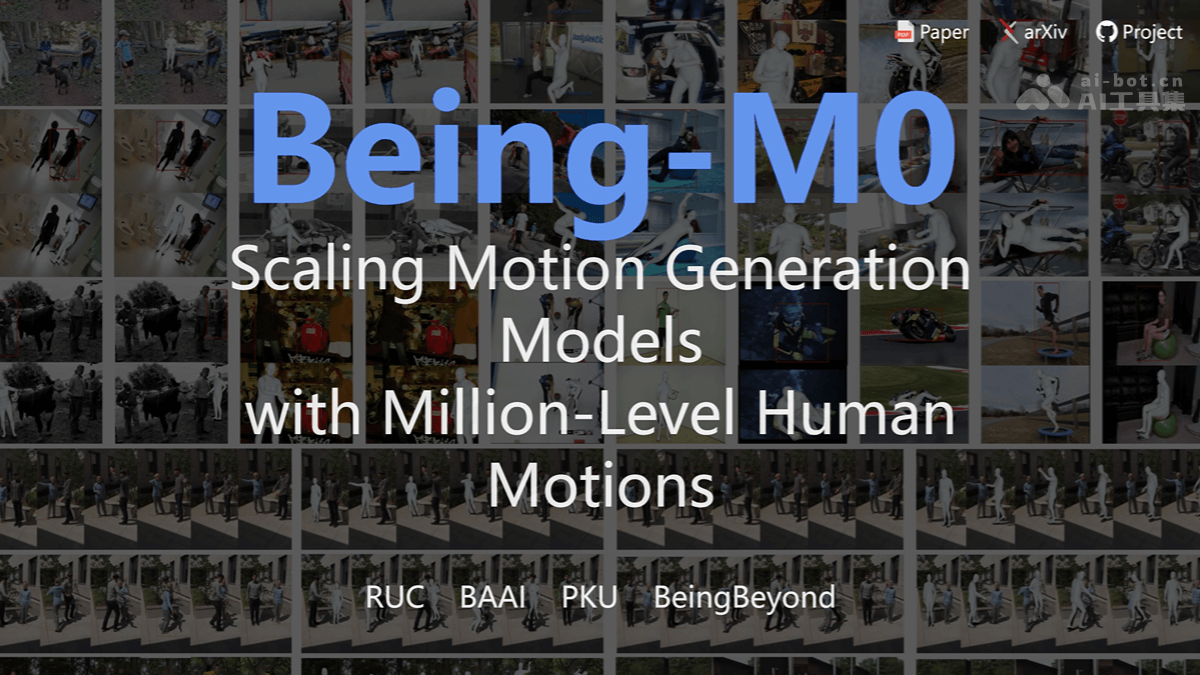 Paper arXiv Project
ai-bot.cn
AI工具集
Being-M0
Scaling Motion Generation
Models
with Million-Level Human
Motions
RUC BAAI PKU BeingBeyond